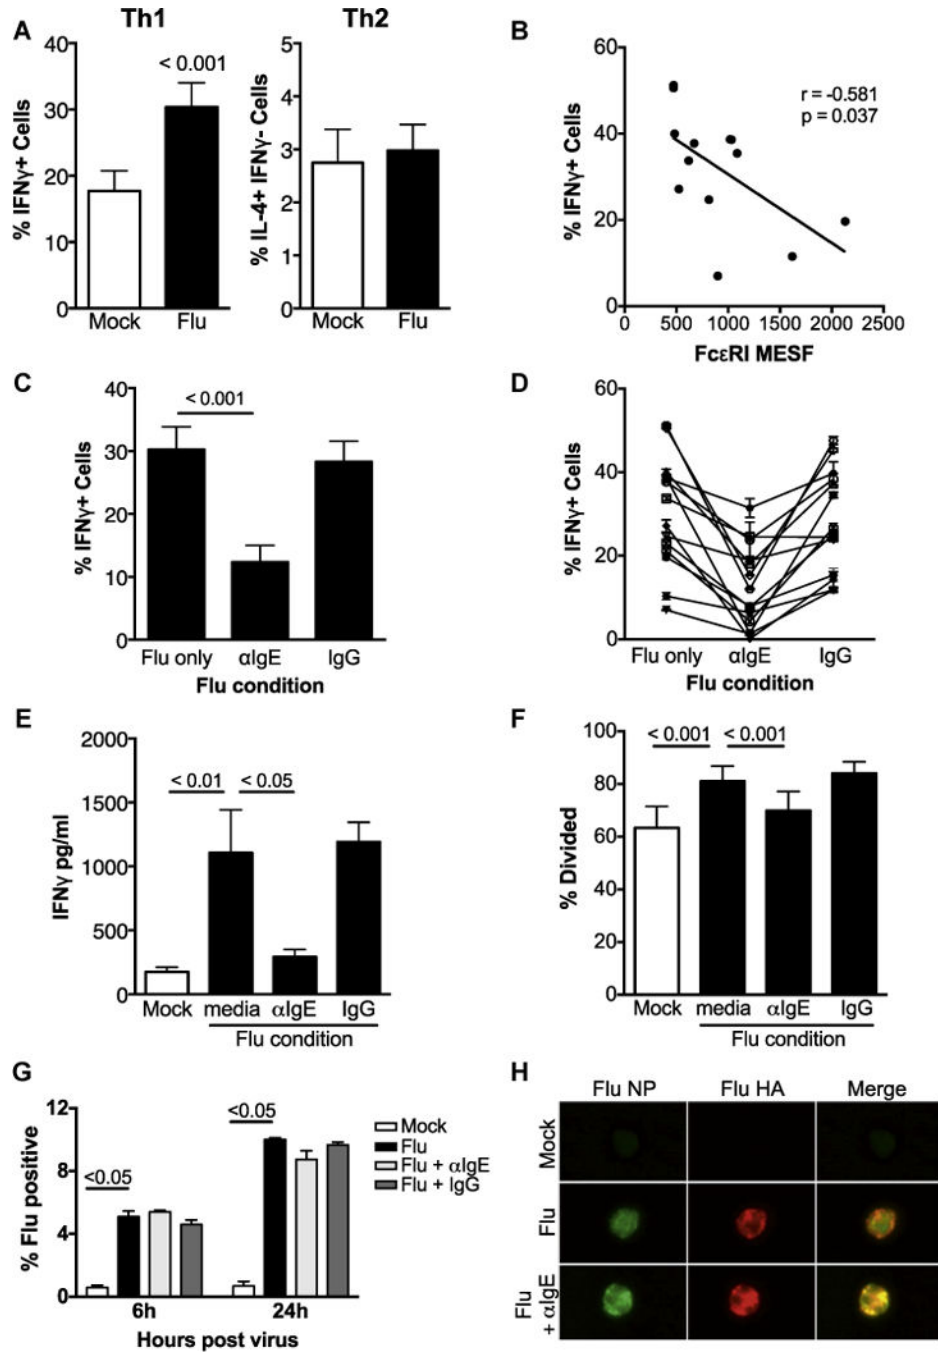 A
Th1
Th2
% IFNγ+ Cells
40
30
20
10
0
< 0.001
Mock
Flu
% IL-4+ IFNγ- Cells
5
4
3
2
1
0
Mock
Flu
B
% IFNγ+ Cells
60
40
20
0
r = -0.581
p = 0.037
0
500
1000
1500
2000
2500
FcεRI MESF
C
% IFNγ+ Cells
40
30
20
10
0
< 0.001
Flu only
αIgE
IgG
Flu condition
D
% IFNγ+ Cells
60
40
20
0
Flu only
αIgE
IgG
Flu condition
E
IFNγ pg/ml
2000
1500
1000
500
0
< 0.01
< 0.05
Mock
media
αIgE
IgG
Flu condition
F
% Divided
100
80
60
40
20
0
< 0.001
< 0.001
Mock
media
αIgE
IgG
Flu condition
G
% Flu positive
12
8
4
0
<0.05
<0.05
Mock
Flu
Flu + αIgE
Flu + IgG
6h
24h
Hours post virus
H
Flu NP
Flu HA
Merge
Mock
Flu
Flu
+ αIgE